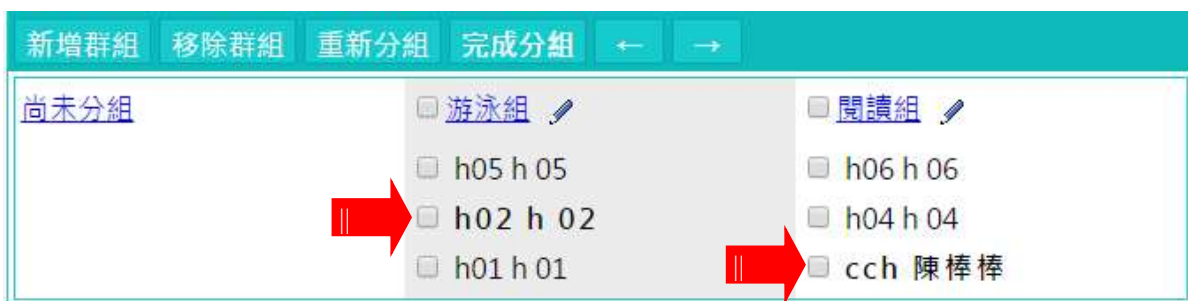 新增群組 移除群組 重新分組 完成分組 ← →
尚未分組 游泳組 閱讀組
h05 h 05 h06 h 06
h02 h 02 h04 h 04
h01 h 01 cch 陳棒棒